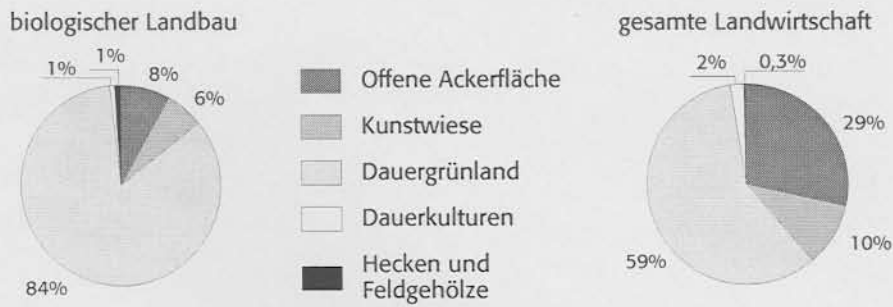 biologischer Landbau
1%
1%
8%
6%
84%
Offene Ackerfläche
Kunstwiese
Dauergrünland
Dauerkulturen
Hecken und
Feldgehölze
gesamte Landwirtschaft
2%
0,3%
29%
10%
59%